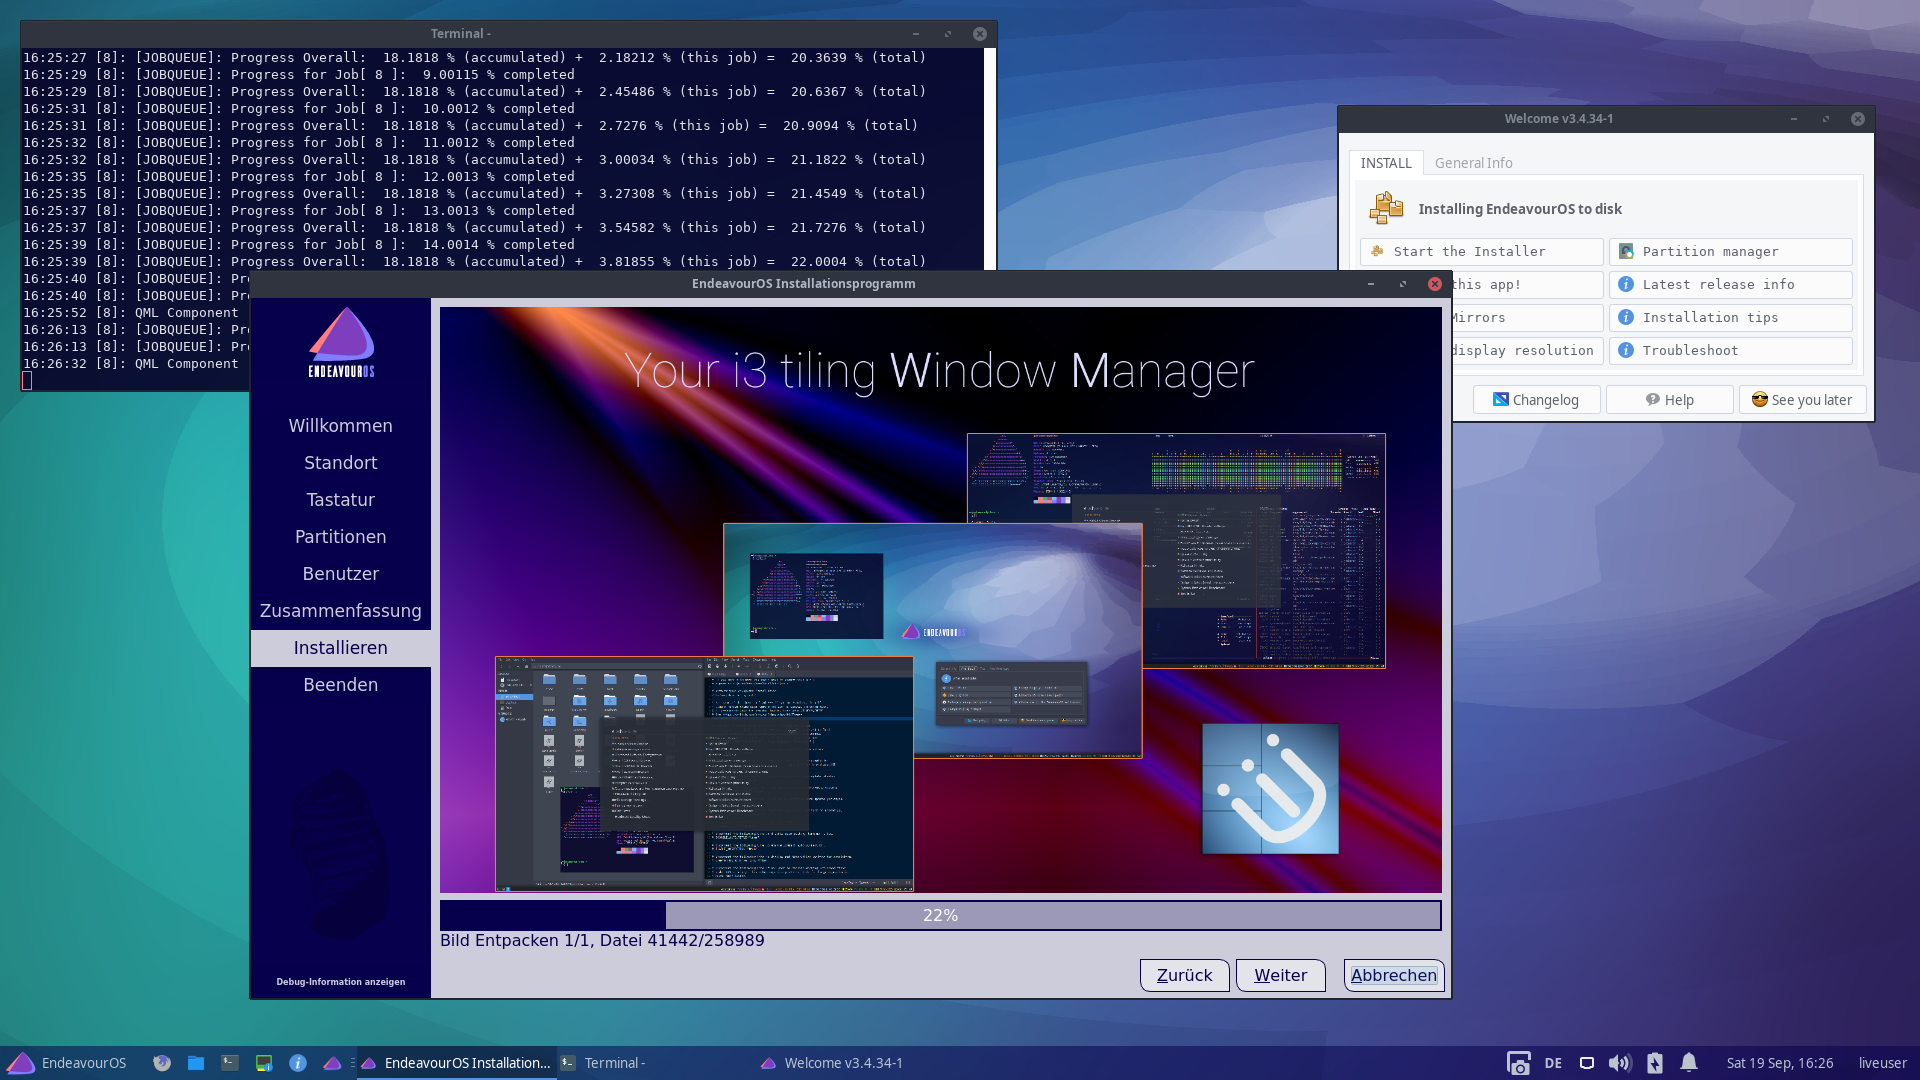 Terminal -
16:25:27 [8]: [JOBQUEUE]: Progress Overall:  18.1818 % (accumulated) +  2.18212 % (this job) =  20.3639 % (total)
16:25:29 [8]: [JOBQUEUE]: Progress for Job[ 8 ]:  9.00115 % completed
16:25:29 [8]: [JOBQUEUE]: Progress Overall:  18.1818 % (accumulated) +  2.45486 % (this job) =  20.6367 % (total)
16:25:31 [8]: [JOBQUEUE]: Progress for Job[ 8 ]:  10.0012 % completed
16:25:31 [8]: [JOBQUEUE]: Progress Overall:  18.1818 % (accumulated) +  2.7276 % (this job) =  20.9094 % (total)
16:25:32 [8]: [JOBQUEUE]: Progress for Job[ 8 ]:  11.0012 % completed
16:25:32 [8]: [JOBQUEUE]: Progress Overall:  18.1818 % (accumulated) +  3.00034 % (this job) =  21.1822 % (total)
16:25:35 [8]: [JOBQUEUE]: Progress for Job[ 8 ]:  12.0013 % completed
16:25:35 [8]: [JOBQUEUE]: Progress Overall:  18.1818 % (accumulated) +  3.27308 % (this job) =  21.4549 % (total)
16:25:37 [8]: [JOBQUEUE]: Progress for Job[ 8 ]:  13.0013 % completed
16:25:37 [8]: [JOBQUEUE]: Progress Overall:  18.1818 % (accumulated) +  3.54582 % (this job) =  21.7276 % (total)
16:25:39 [8]: [JOBQUEUE]: Progress for Job[ 8 ]:  14.0014 % completed
16:25:39 [8]: [JOBQUEUE]: Progress Overall:  18.1818 % (accumulated) +  3.81855 % (this job) =  22.0004 % (total)
16:25:40 [8]: [JOBQUEUE]: Pr
16:25:40 [8]: [JOBQUEUE]: Pr
16:25:52 [8]: QML Component
16:26:13 [8]: [JOBQUEUE]: Pr
16:26:13 [8]: [JOBQUEUE]: Pr
16:26:32 [8]: QML Component
Welcome v3.4.34-1
INSTALL
General Info
Installing EndeavourOS to disk
Start the Installer
Partition manager
this app!
Latest release info
Mirrors
Installation tips
display resolution
Troubleshoot
Changelog
Help
See you later
EndeavourOS Installationsprogramm
ENDEAVOUROS
Willkommen
Standort
Tastatur
Partitionen
Benutzer
Zusammenfassung
Installieren
Beenden
Debug-Information anzeigen
Your i3 tiling Window Manager
ENDEAVOUROS
22%
Bild Entpacken 1/1, Datei 41442/258989
Zurück
Weiter
Abbrechen
EndeavourOS
EndeavourOS Installation...
Terminal -
Welcome v3.4.34-1
DE
Sat 19 Sep, 16:26
liveuser